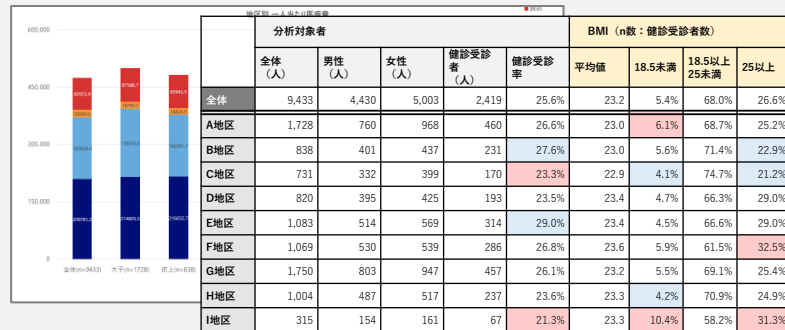 地区別 一人当たり医療費
600,000
450,000
300,000
150,000
0
全体(n=9433) 大子(n=1728) 依上(n=838)
分析対象者 BMI（n数：健診受診者数）
全体（人） 男性（人） 女性（人） 健診受診者（人） 健診受診率 平均値 18.5未満 18.5以上25未満 25以上
全体 9,433 4,430 5,003 2,419 25.6% 23.2 5.4% 68.0% 26.6%
A地区 1,728 760 968 460 26.6% 23.0 6.1% 68.7% 25.2%
B地区 838 401 437 231 27.6% 23.0 5.6% 71.4% 22.9%
C地区 731 332 399 170 23.3% 22.9 4.1% 74.7% 21.2%
D地区 820 395 425 193 23.5% 23.4 4.7% 66.3% 29.0%
E地区 1,083 514 569 314 29.0% 23.4 4.5% 66.6% 29.0%
F地区 1,069 530 539 286 26.8% 23.6 5.9% 61.5% 32.5%
G地区 1,750 803 947 457 26.1% 23.2 5.5% 69.1% 25.4%
H地区 1,004 487 517 237 23.6% 23.3 4.2% 70.9% 24.9%
I地区 315 154 161 67 21.3% 23.3 10.4% 58.2% 31.3%